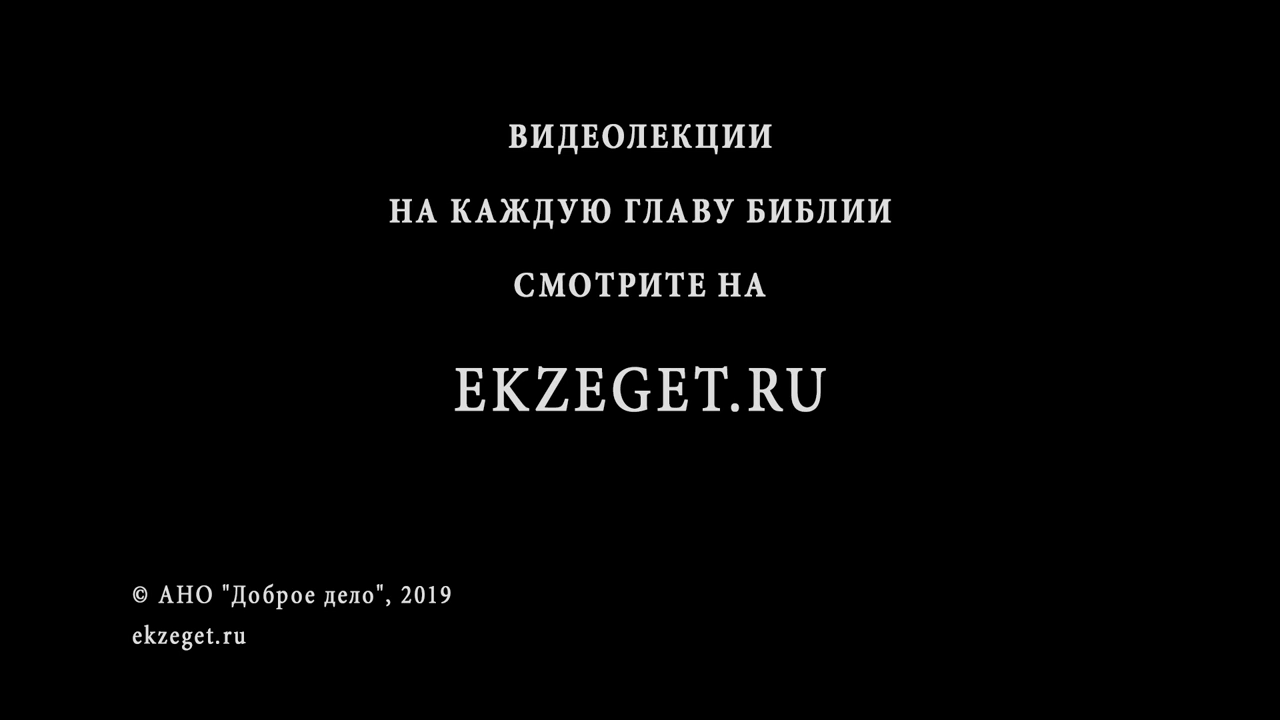 ВИДЕОЛЕКЦИИ
НА КАЖДУЮ ГЛАВУ БИБЛИИ
СМОТРИТЕ НА
EKZEGET.RU
© АНО "Доброе дело", 2019
ekzeget.ru